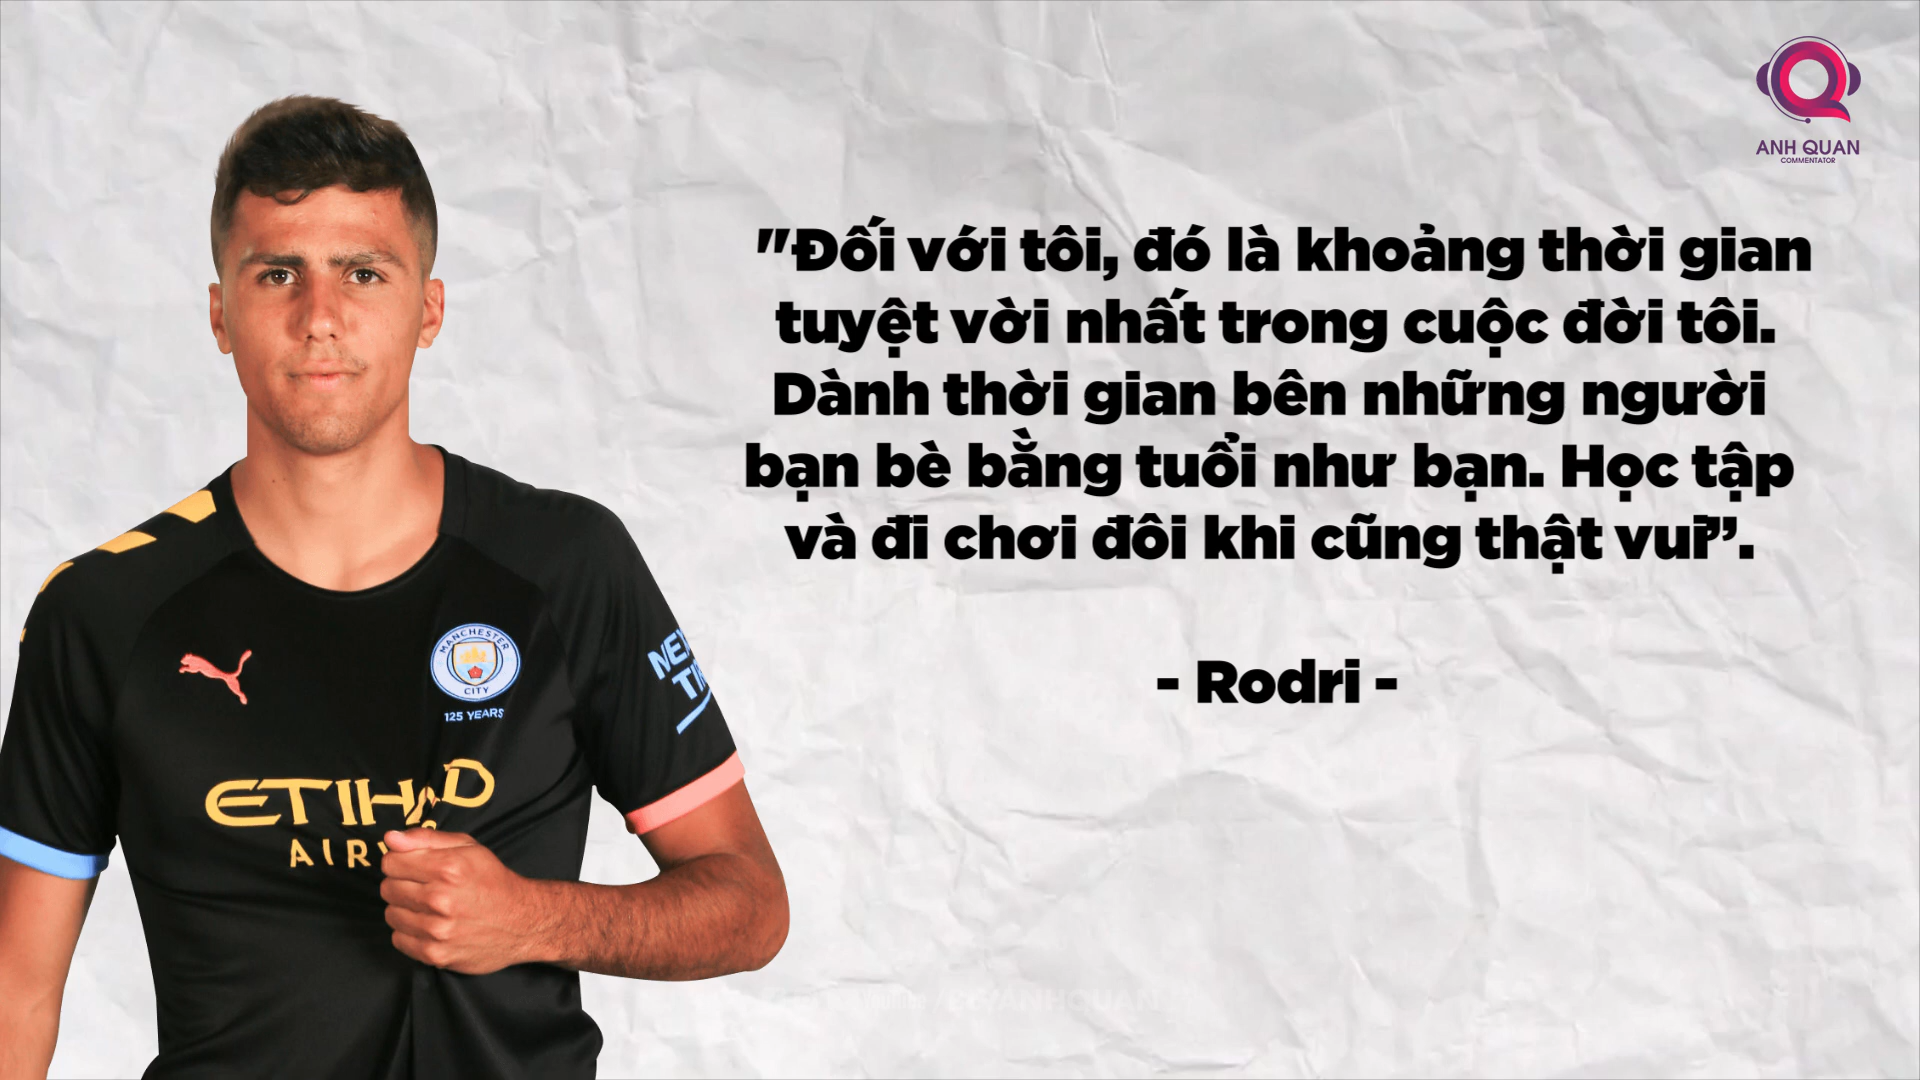 ANH QUAN
COMMENTATOR
"Đối với tôi, đó là khoảng thời gian
tuyệt vời nhất trong cuộc đời tôi.
Dành thời gian bên những người
bạn bè bằng tuổi như bạn. Học tập
và đi chơi đôi khi cũng thật vui”.
- Rodri -
MANCHESTER
CITY
125 YEARS
ETIHAD